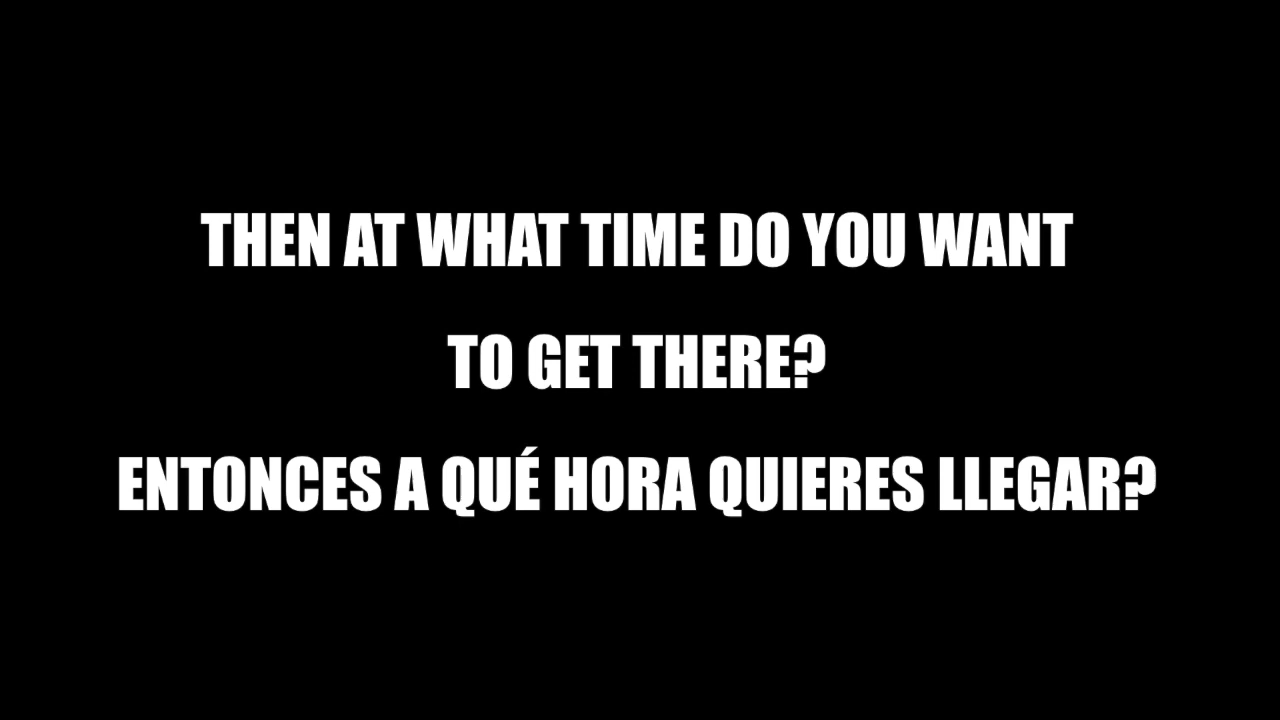 THEN AT WHAT TIME DO YOU WANT
TO GET THERE?
ENTONCES A QUÉ HORA QUIERES LLEGAR?